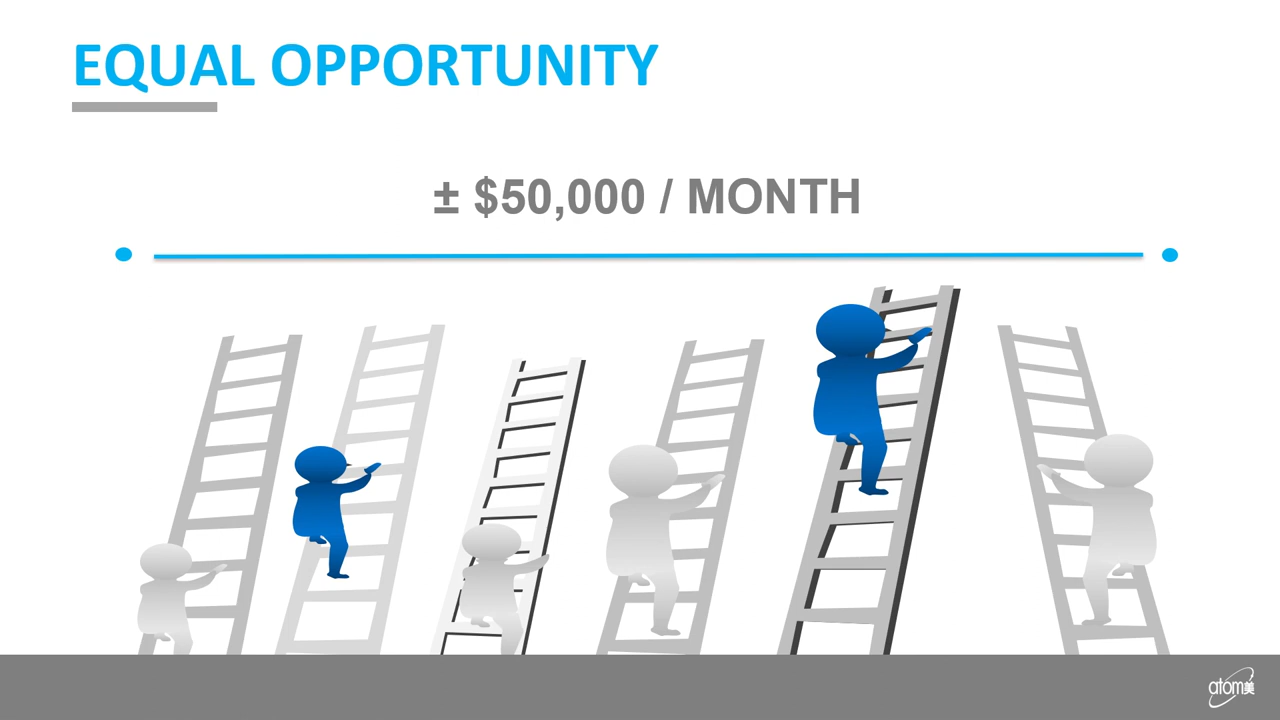 EQUAL OPPORTUNITY
± $50,000 / MONTH
atom美